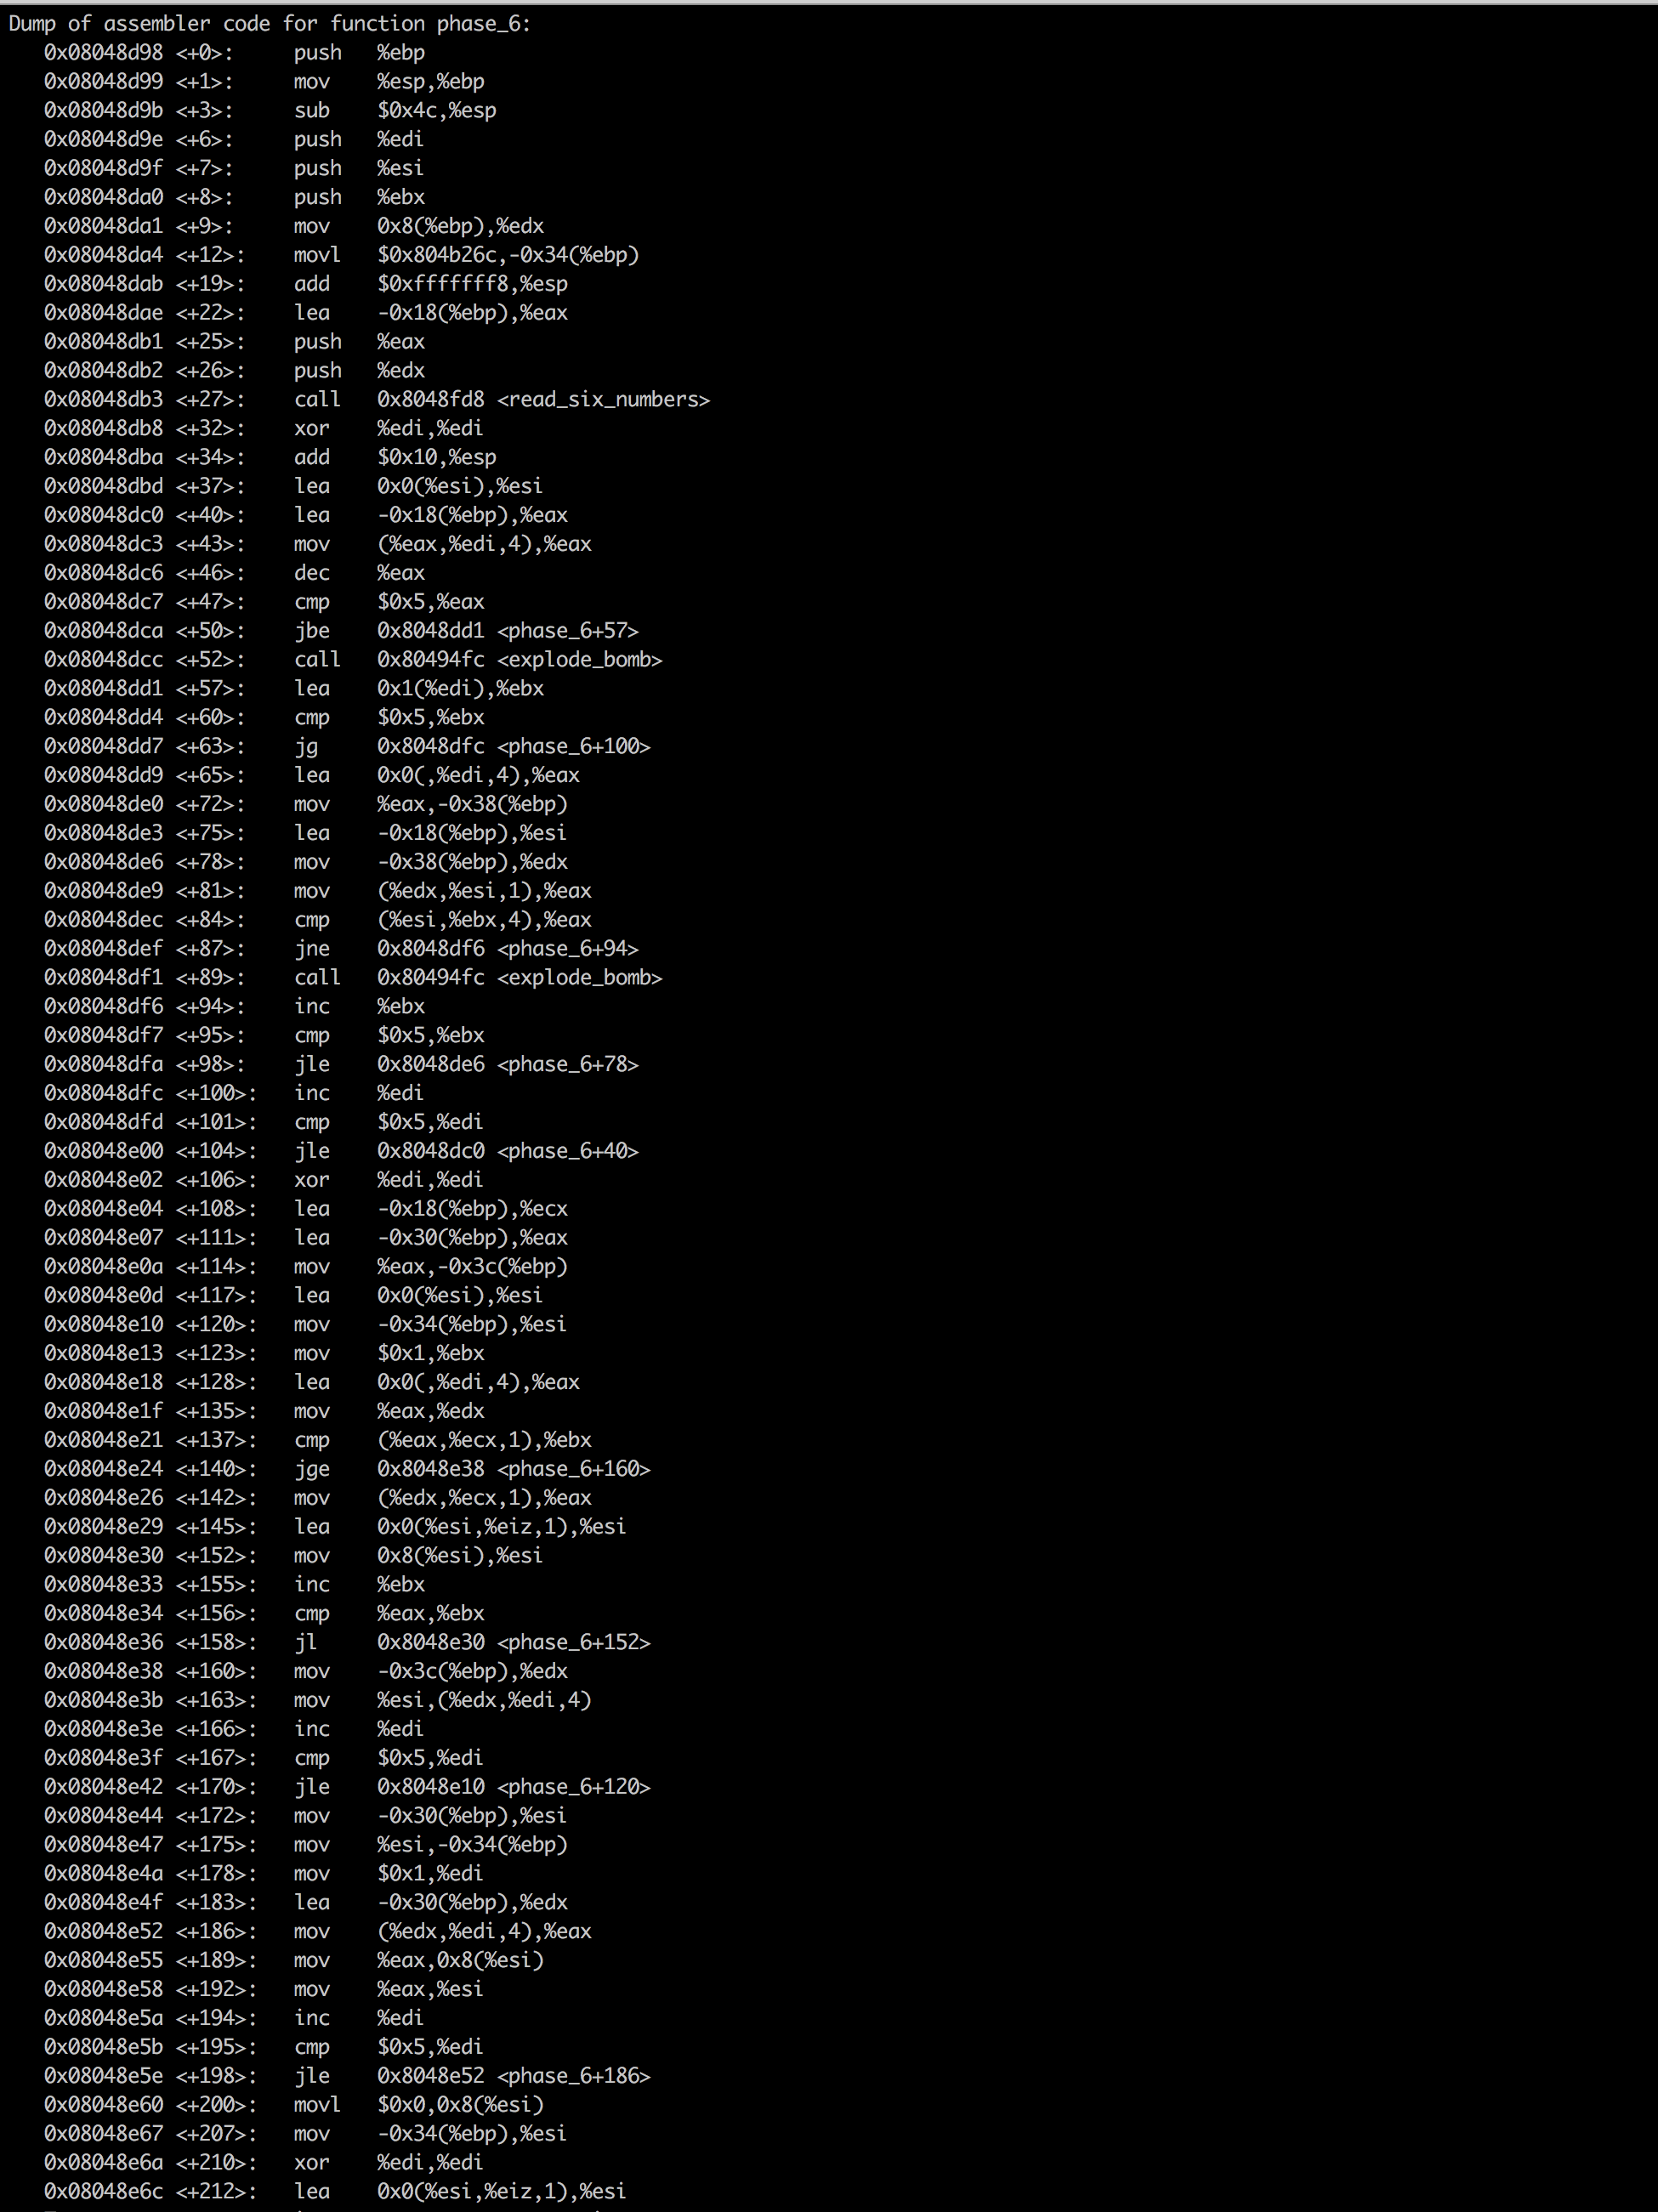 Dump of assembler code for function phase_6:
0x08048d98 <+0>: push %ebp
0x08048d99 <+1>: mov %esp,%ebp
0x08048d9b <+3>: sub $0x4c,%esp
0x08048d9e <+6>: push %edi
0x08048d9f <+7>: push %esi
0x08048da0 <+8>: push %ebx
0x08048da1 <+9>: mov 0x8(%ebp),%edx
0x08048da4 <+12>: movl $0x804b26c,-0x34(%ebp)
0x08048dab <+19>: add $0xfffffff8,%esp
0x08048dae <+22>: lea -0x18(%ebp),%eax
0x08048db1 <+25>: push %eax
0x08048db2 <+26>: push %edx
0x08048db3 <+27>: call 0x8048fd8 <read_six_numbers>
0x08048db8 <+32>: xor %edi,%edi
0x08048dba <+34>: add $0x10,%esp
0x08048dbd <+37>: lea 0x0(%esi),%esi
0x08048dc0 <+40>: lea -0x18(%ebp),%eax
0x08048dc3 <+43>: mov (%eax,%edi,4),%eax
0x08048dc6 <+46>: dec %eax
0x08048dc7 <+47>: cmp $0x5,%eax
0x08048dca <+50>: jbe 0x8048dd1 <phase_6+57>
0x08048dcc <+52>: call 0x80494fc <explode_bomb>
0x08048dd1 <+57>: lea 0x1(%edi),%ebx
0x08048dd4 <+60>: cmp $0x5,%ebx
0x08048dd7 <+63>: jg 0x8048dfc <phase_6+100>
0x08048dd9 <+65>: lea 0x0(,%edi,4),%eax
0x08048de0 <+72>: mov %eax,-0x38(%ebp)
0x08048de3 <+75>: lea -0x18(%ebp),%esi
0x08048de6 <+78>: mov -0x38(%ebp),%edx
0x08048de9 <+81>: mov (%edx,%esi,1),%eax
0x08048dec <+84>: cmp (%esi,%ebx,4),%eax
0x08048def <+87>: jne 0x8048df6 <phase_6+94>
0x08048df1 <+89>: call 0x80494fc <explode_bomb>
0x08048df6 <+94>: inc %ebx
0x08048df7 <+95>: cmp $0x5,%ebx
0x08048dfa <+98>: jle 0x8048de6 <phase_6+78>
0x08048dfc <+100>: inc %edi
0x08048dfd <+101>: cmp $0x5,%edi
0x08048e00 <+104>: jle 0x8048dc0 <phase_6+40>
0x08048e02 <+106>: xor %edi,%edi
0x08048e04 <+108>: lea -0x18(%ebp),%ecx
0x08048e07 <+111>: lea -0x30(%ebp),%eax
0x08048e0a <+114>: mov %eax,-0x3c(%ebp)
0x08048e0d <+117>: lea 0x0(%esi),%esi
0x08048e10 <+120>: mov -0x34(%ebp),%esi
0x08048e13 <+123>: mov $0x1,%ebx
0x08048e18 <+128>: lea 0x0(,%edi,4),%eax
0x08048e1f <+135>: mov %eax,%edx
0x08048e21 <+137>: cmp (%eax,%ecx,1),%ebx
0x08048e24 <+140>: jge 0x8048e38 <phase_6+160>
0x08048e26 <+142>: mov (%edx,%ecx,1),%eax
0x08048e29 <+145>: lea 0x0(%esi,%eiz,1),%esi
0x08048e30 <+152>: mov 0x8(%esi),%esi
0x08048e33 <+155>: inc %ebx
0x08048e34 <+156>: cmp %eax,%ebx
0x08048e36 <+158>: jl 0x8048e30 <phase_6+152>
0x08048e38 <+160>: mov -0x3c(%ebp),%edx
0x08048e3b <+163>: mov %esi,(%edx,%edi,4)
0x08048e3e <+166>: inc %edi
0x08048e3f <+167>: cmp $0x5,%edi
0x08048e42 <+170>: jle 0x8048e10 <phase_6+120>
0x08048e44 <+172>: mov -0x30(%ebp),%esi
0x08048e47 <+175>: mov %esi,-0x34(%ebp)
0x08048e4a <+178>: mov $0x1,%edi
0x08048e4f <+183>: lea -0x30(%ebp),%edx
0x08048e52 <+186>: mov (%edx,%edi,4),%eax
0x08048e55 <+189>: mov %eax,0x8(%esi)
0x08048e58 <+192>: mov %eax,%esi
0x08048e5a <+194>: inc %edi
0x08048e5b <+195>: cmp $0x5,%edi
0x08048e5e <+198>: jle 0x8048e52 <phase_6+186>
0x08048e60 <+200>: movl $0x0,0x8(%esi)
0x08048e67 <+207>: mov -0x34(%ebp),%esi
0x08048e6a <+210>: xor %edi,%edi
0x08048e6c <+212>: lea 0x0(%esi,%eiz,1),%esi